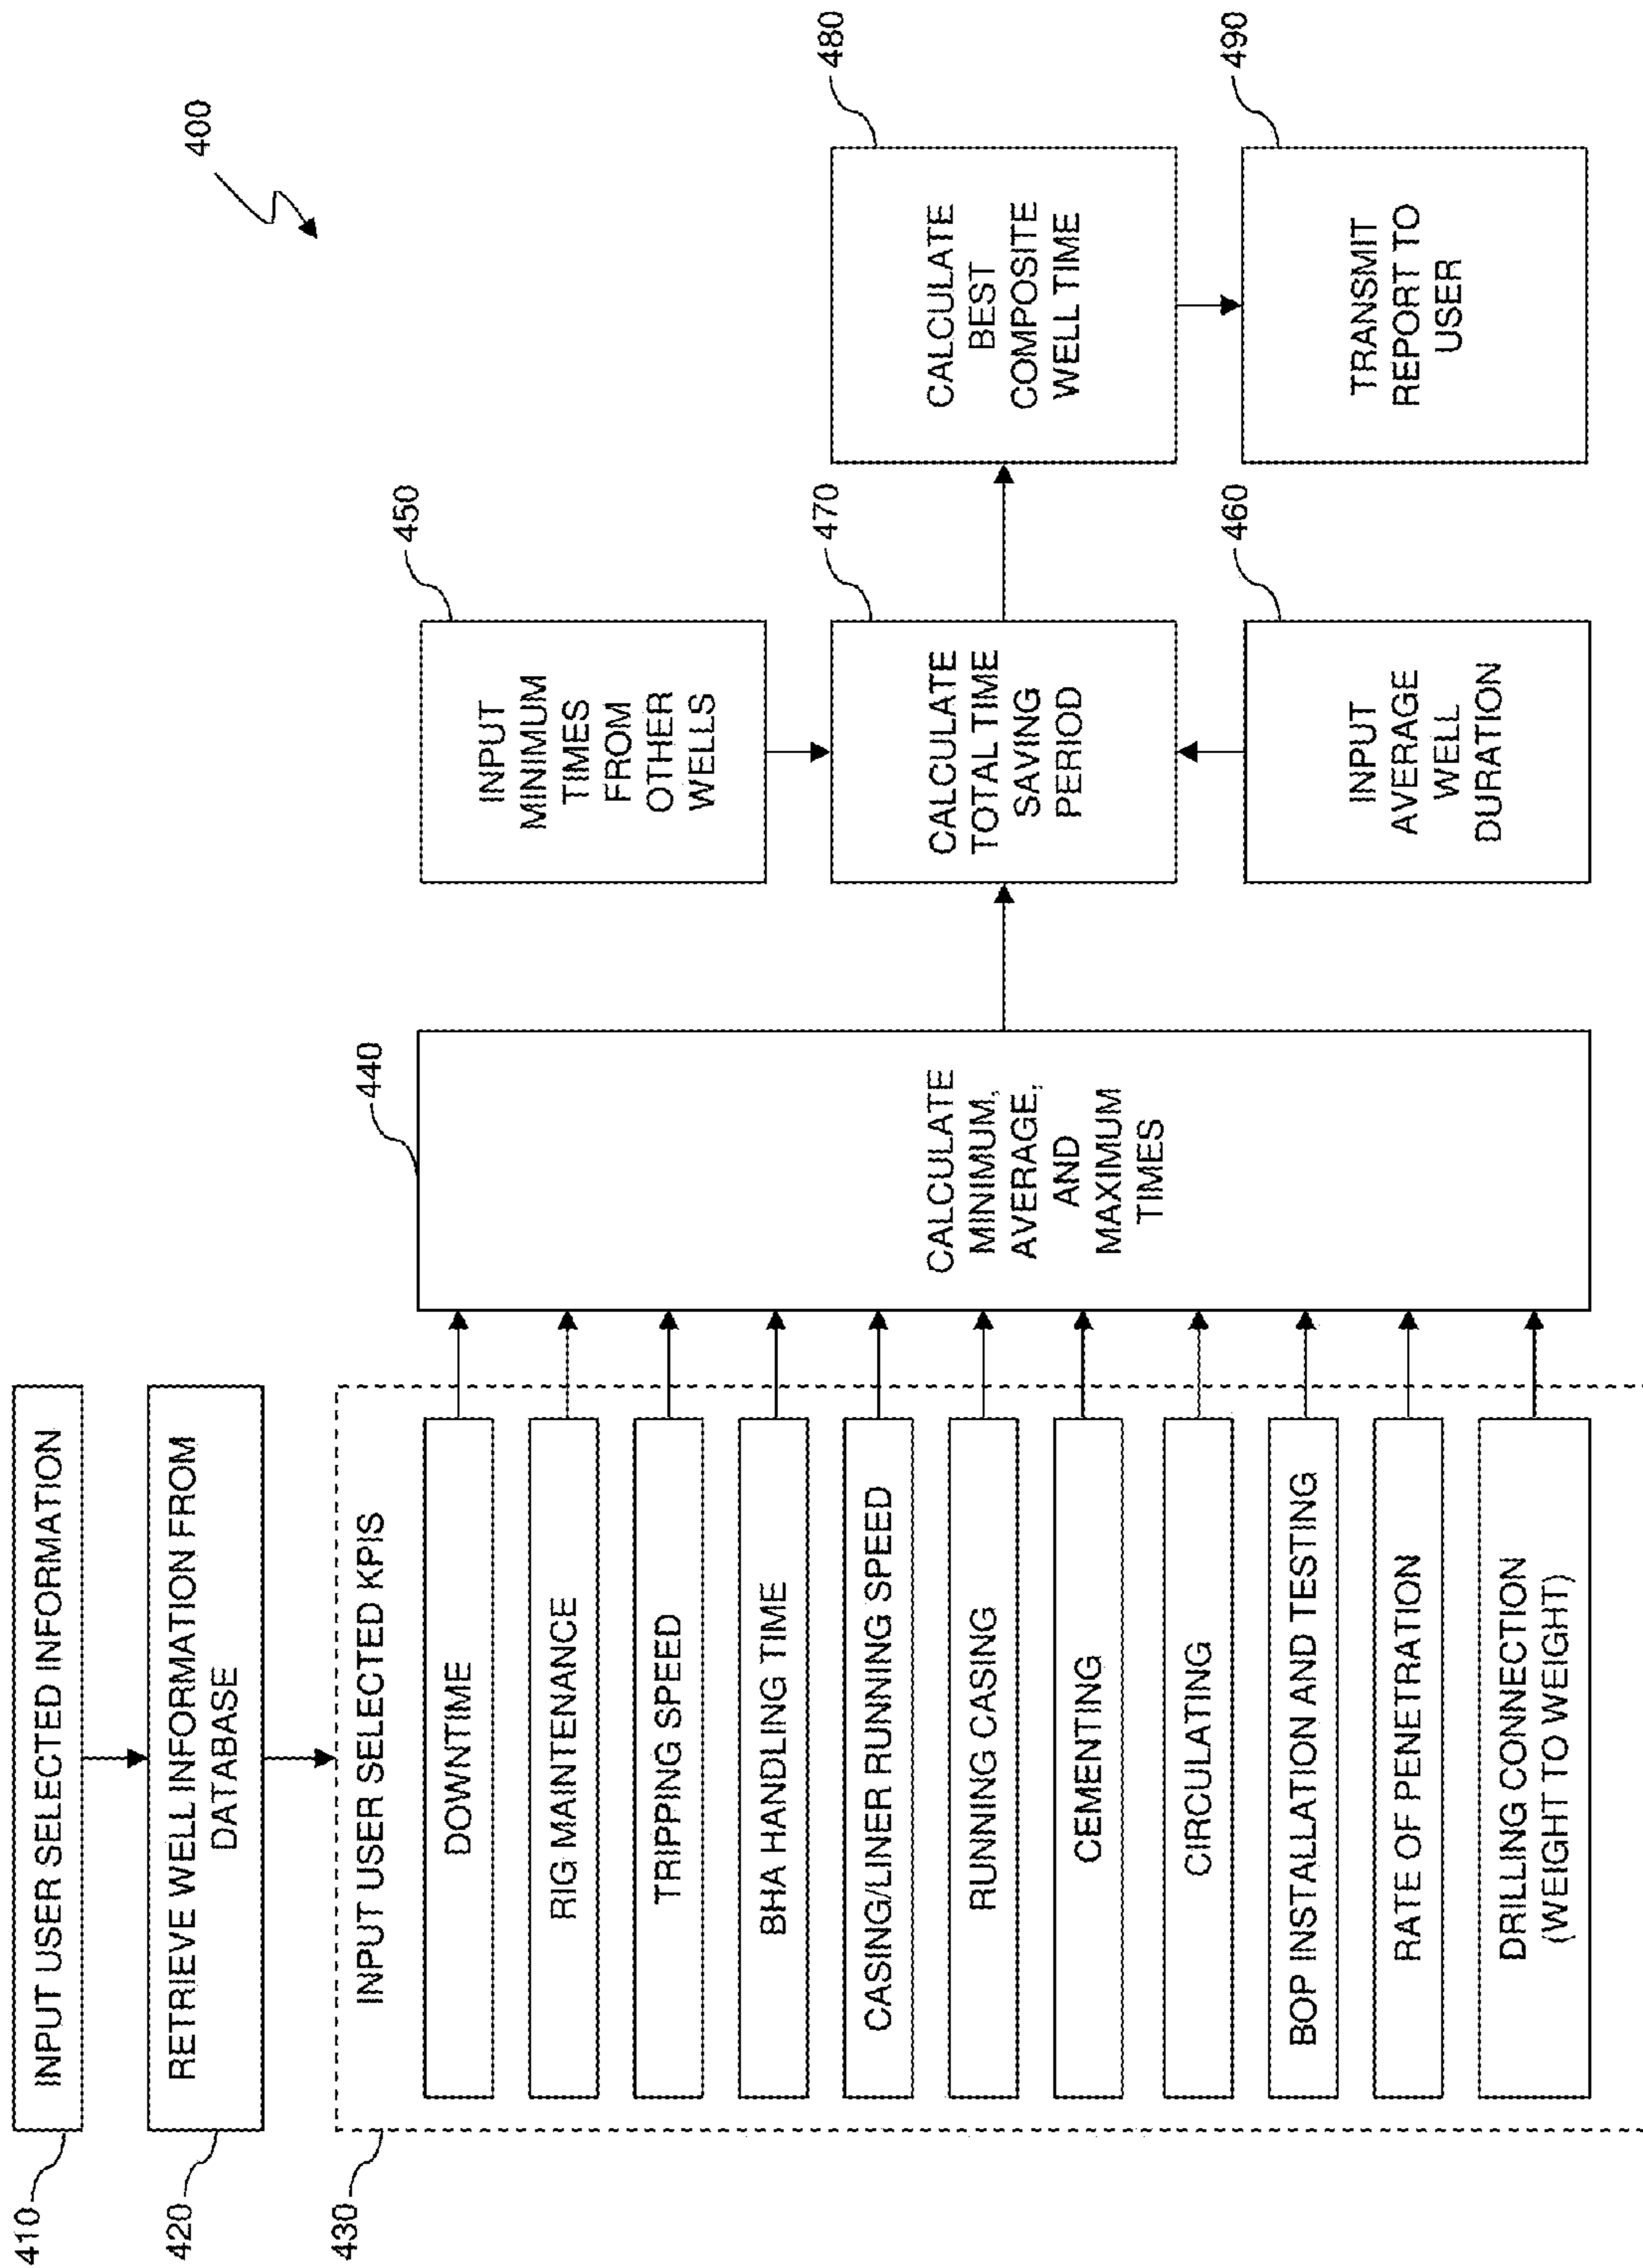 400
410
INPUT USER SELECTED INFORMATION
420
RETRIEVE WELL INFORMATION FROM
DATABASE
430
INPUT USER SELECTED KPIS
DOWNTIME
RIG MAINTENANCE
TRIPPING SPEED
BHA HANDLING TIME
CASING/LINER RUNNING SPEED
RUNNING CASING
CEMENTING
CIRCULATING
BOP INSTALLATION AND TESTING
RATE OF PENETRATION
DRILLING CONNECTION
(WEIGHT TO WEIGHT)
440
CALCULATE
MINIMUM,
AVERAGE,
AND
MAXIMUM
TIMES
450
INPUT
MINIMUM
TIMES
FROM
OTHER
WELLS
470
CALCULATE
TOTAL TIME
SAVING
PERIOD
460
INPUT
AVERAGE
WELL
DURATION
480
CALCULATE
BEST
COMPOSITE
WELL TIME
490
TRANSMIT
REPORT TO
USER